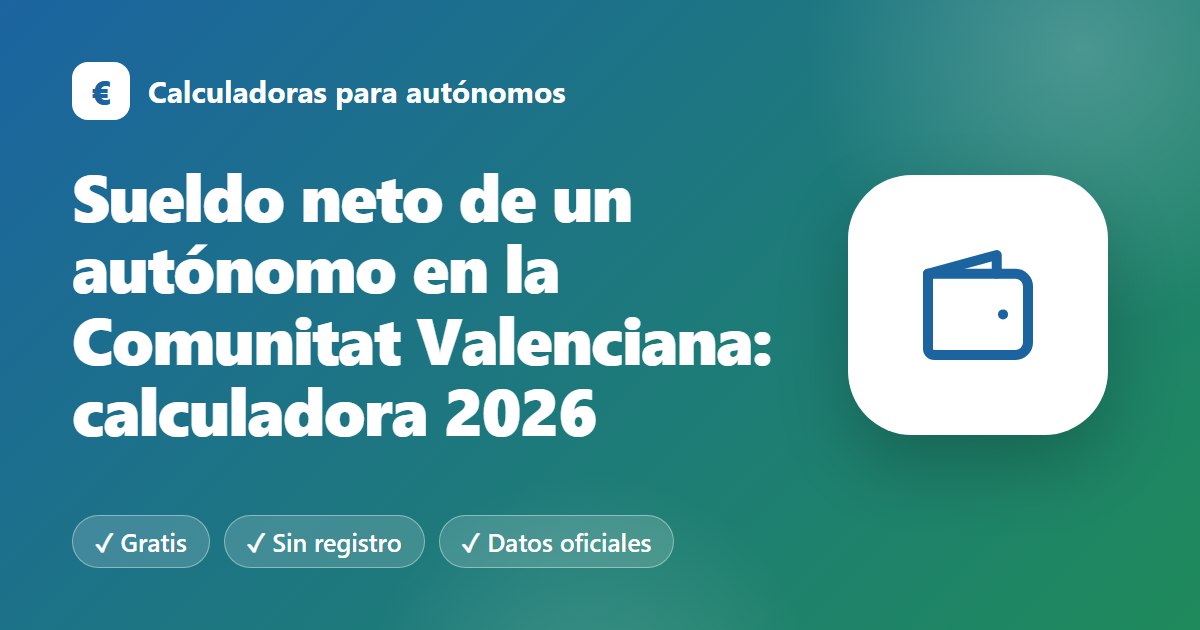 €
Calculadoras para autónomos
Sueldo neto de un
autónomo en la
Comunitat Valenciana:
calculadora 2026
✓ Gratis
✓ Sin registro
✓ Datos oficiales